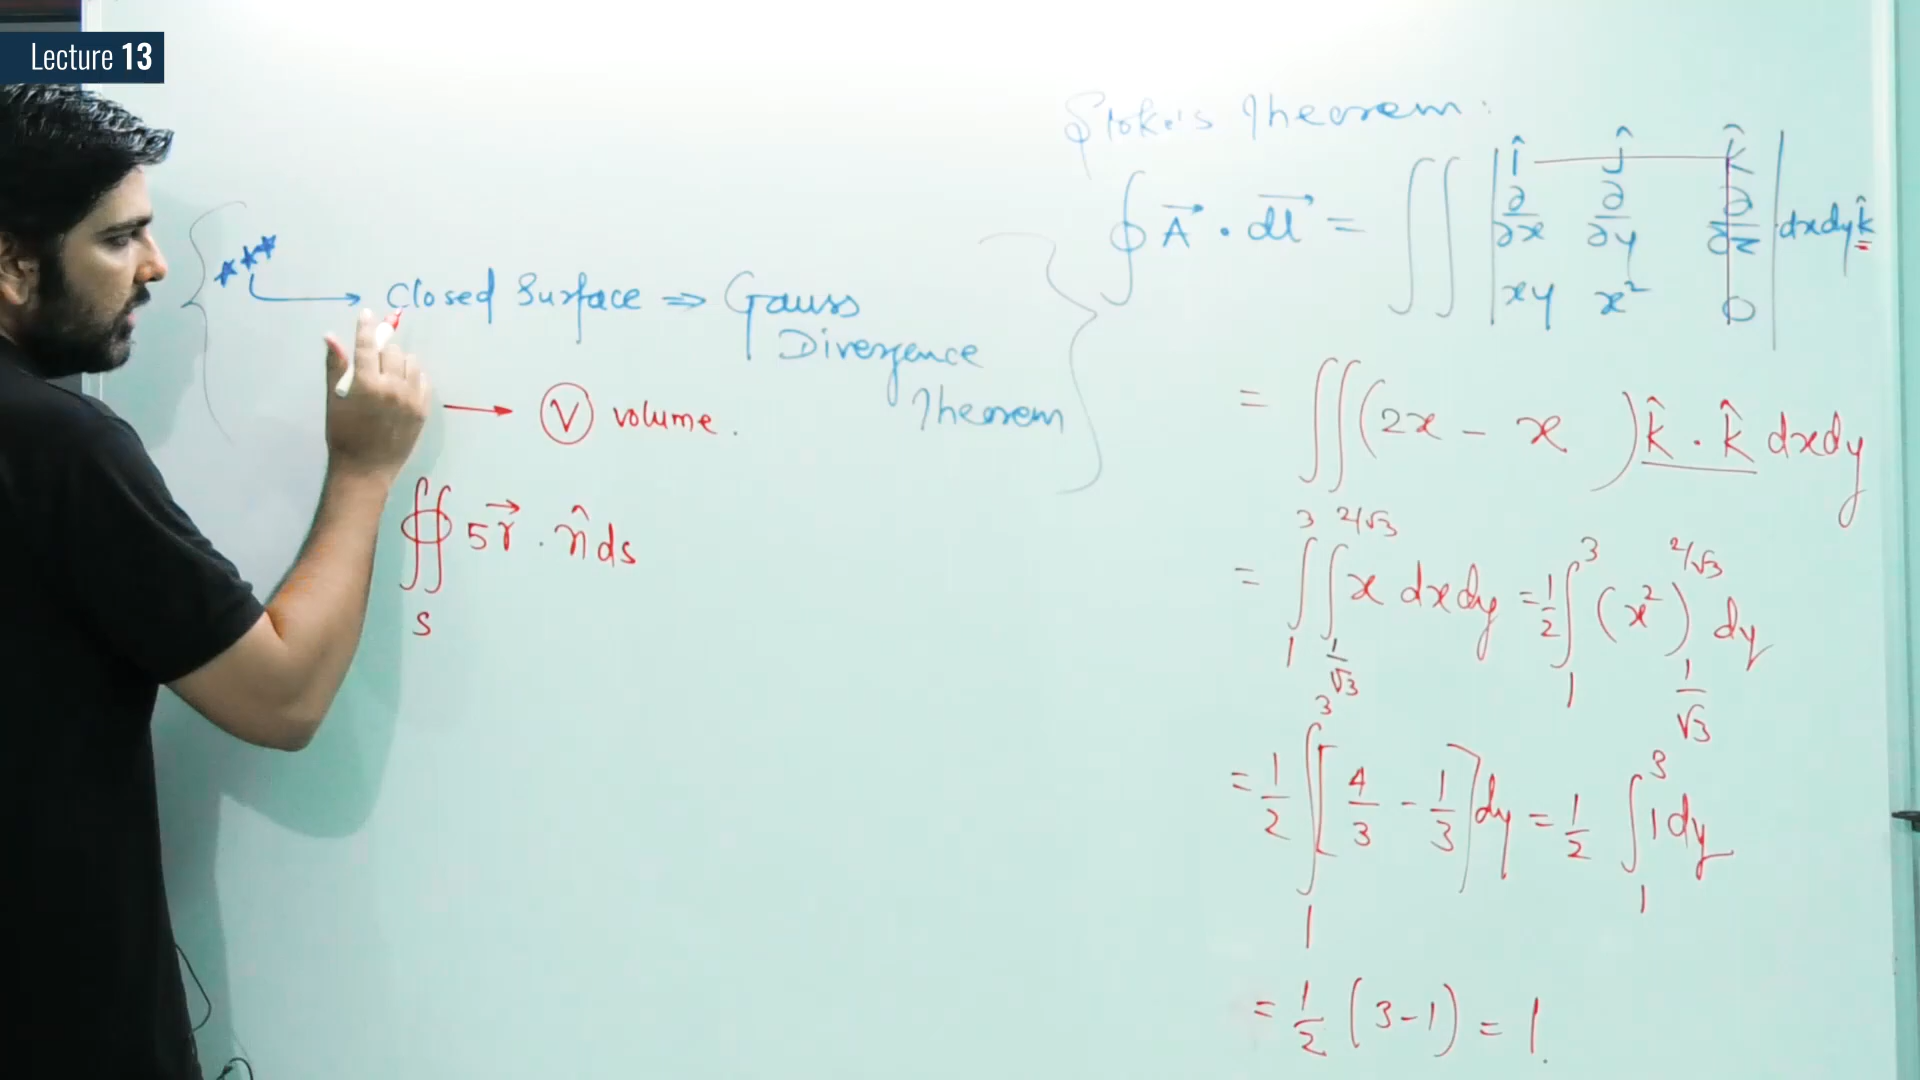 Lecture 13
*** → Closed Surface ⇒ Gauss
Divergence
Theorem
→ Ⓥ volume.
∯ 5r⃗ . n̂ ds
S
Stoke's Theorem:
∮ A⃗ . dl⃗ = ∬ | î ĵ k̂ |
| ∂/∂x ∂/∂y ∂/∂z | dxdy k̂
| xy x² 0 |
= ∬ (2x - x) k̂ . k̂ dxdy
= ∫₁³ ∫_{1/√3}^{2/√3} x dxdy = 1/2 ∫₁³ (x²)_{1/√3}^{2/√3} dy
= 1/2 ∫₁³ [4/3 - 1/3] dy = 1/2 ∫₁³ 1 dy
= 1/2 (3-1) = 1.